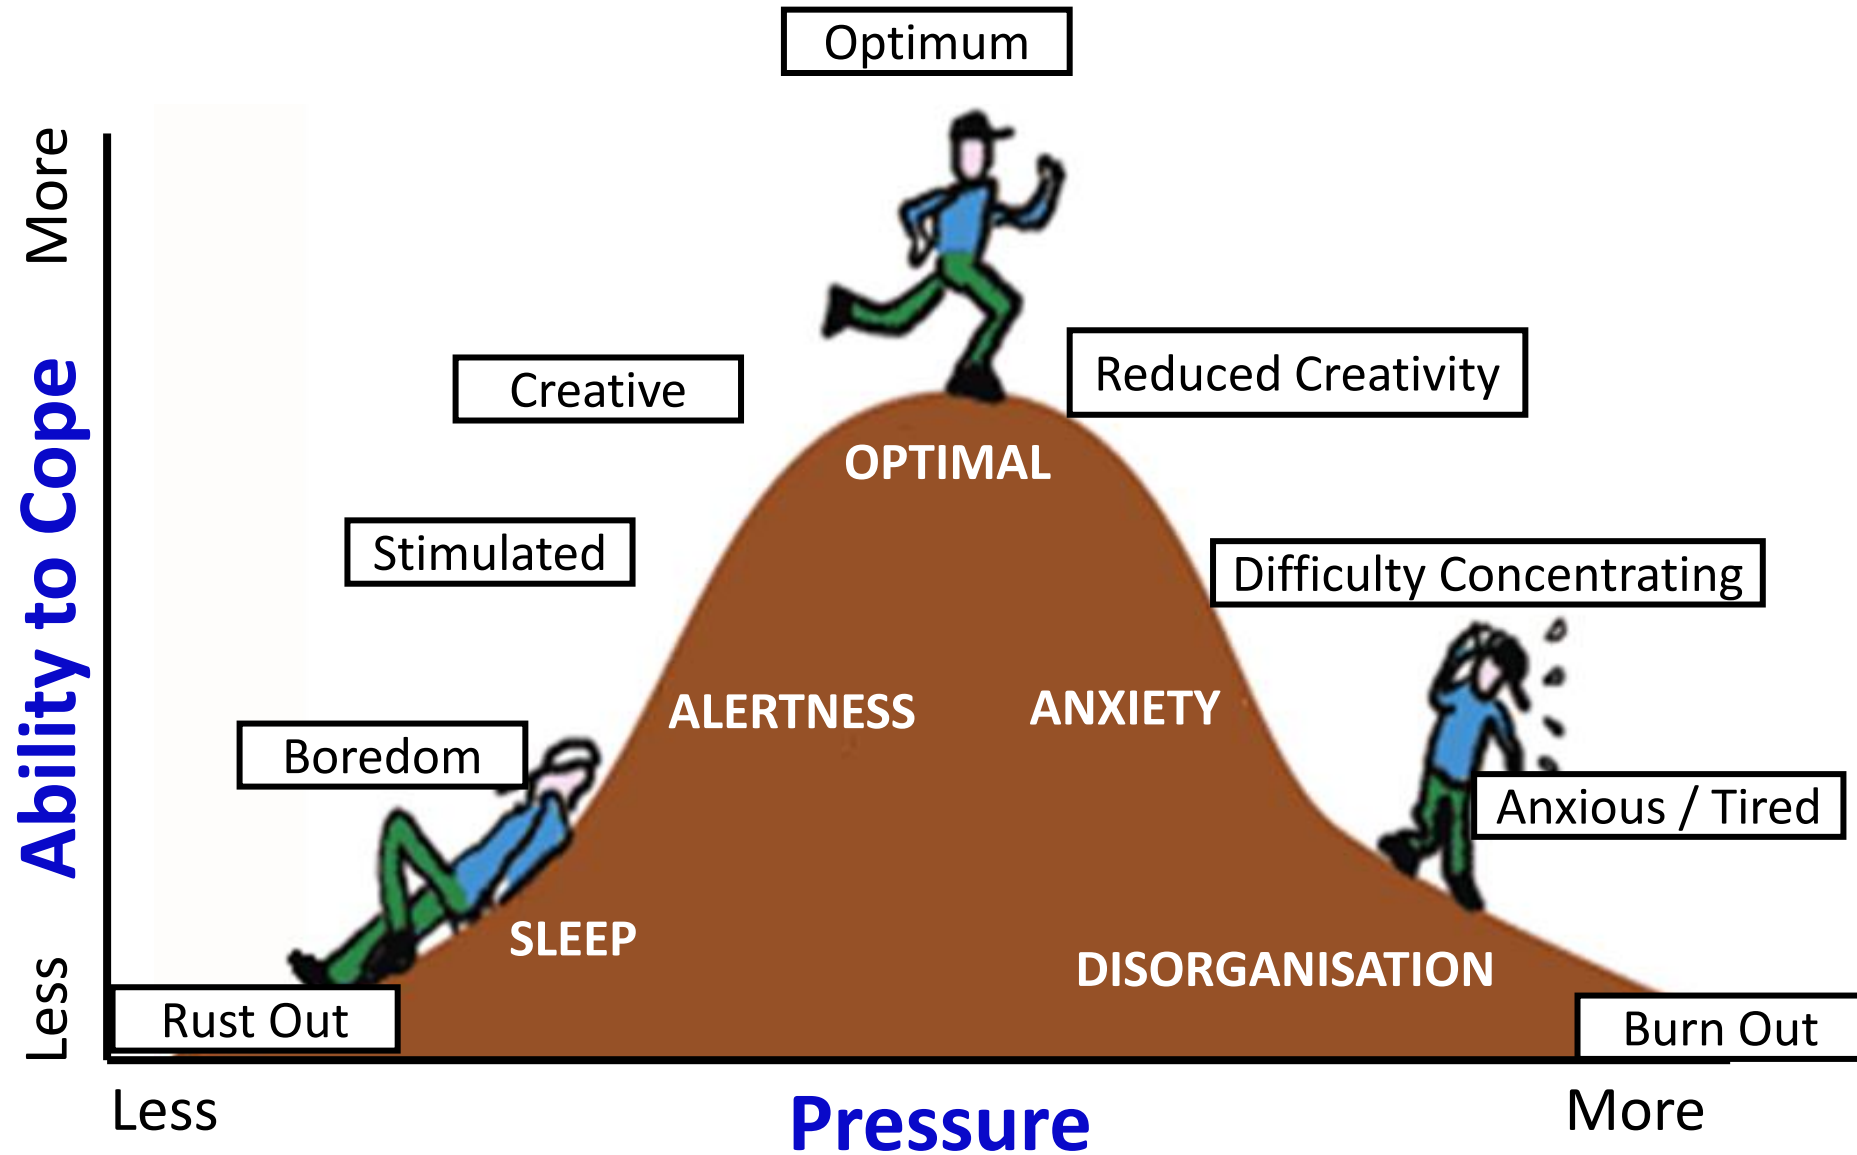 Optimum
More
Creative
Reduced Creativity
OPTIMAL
Stimulated
Difficulty Concentrating
Ability to Cope
ALERTNESS
ANXIETY
Boredom
Anxious / Tired
SLEEP
DISORGANISATION
Less
Rust Out
Burn Out
Less
Pressure
More